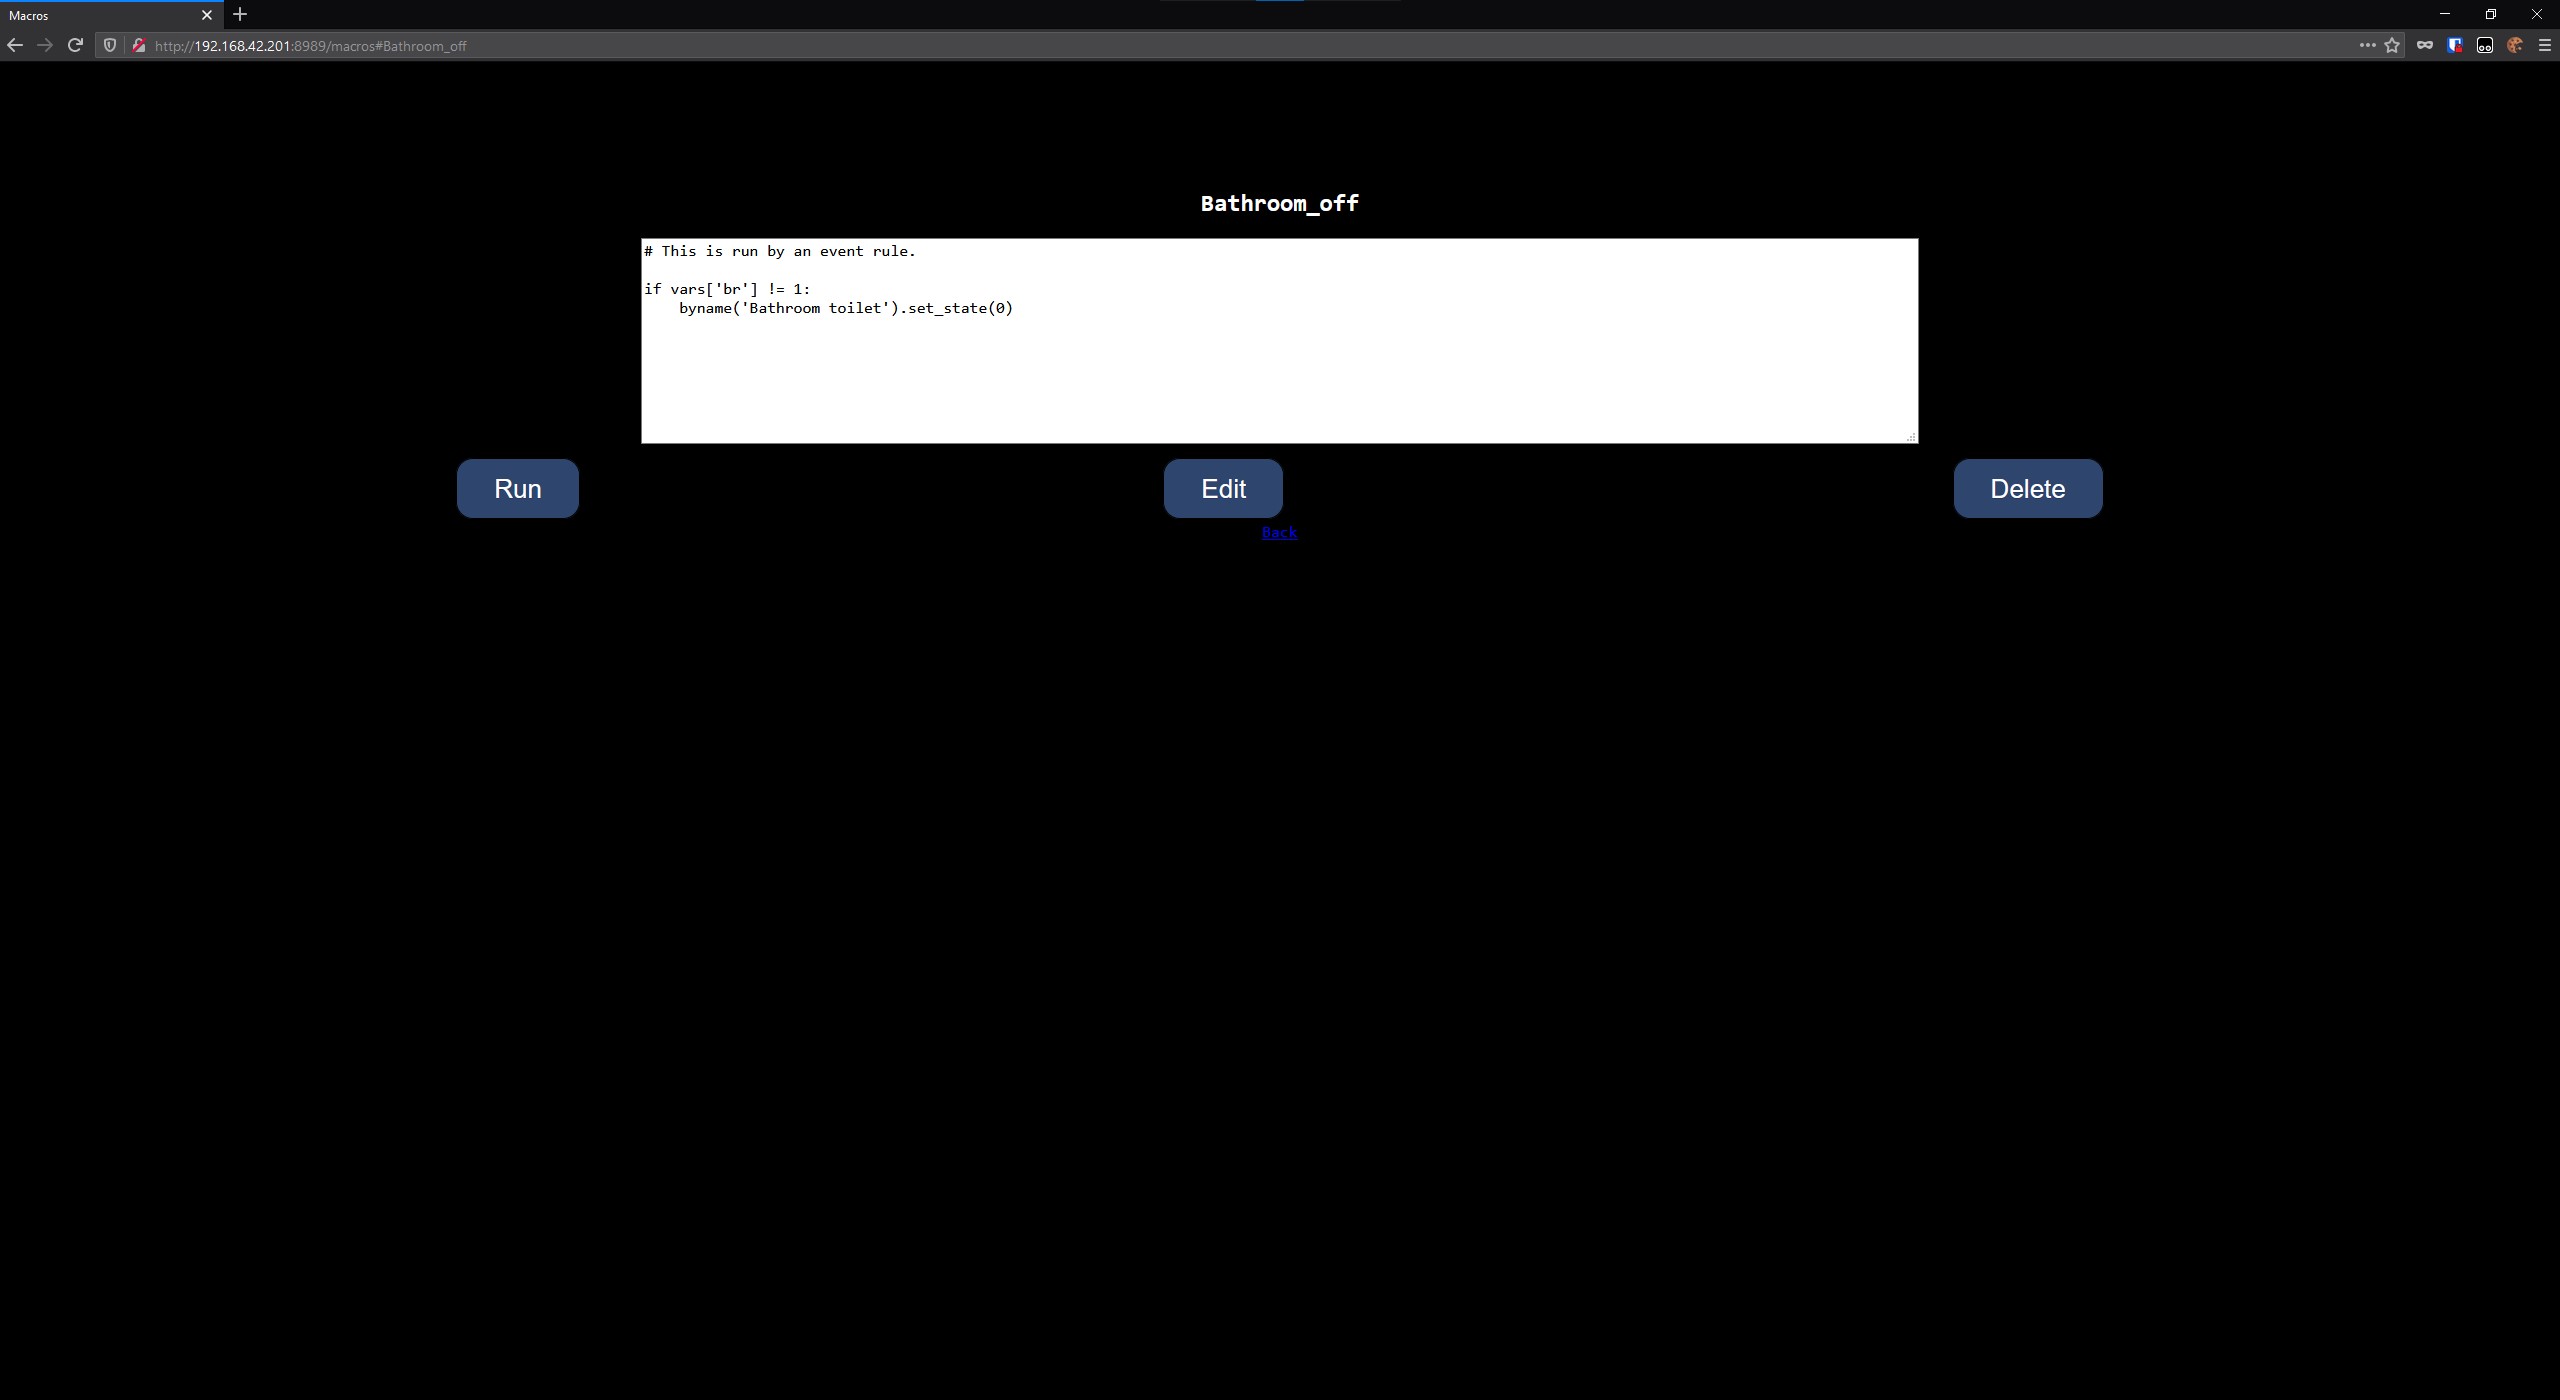 Macros
http://192.168.42.201:8989/macros#Bathroom_off
Bathroom_off
# This is run by an event rule.
if vars['br'] != 1:
    byname('Bathroom toilet').set_state(0)
Run
Edit
Delete
Back